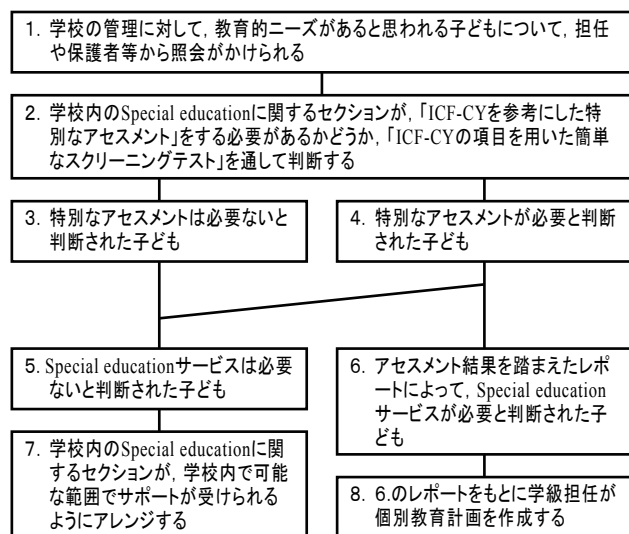 1. 学校の管理に対して, 教育的ニーズがあると思われる子どもについて, 担任
や保護者等から照会がかけられる
2. 学校内のSpecial educationに関するセクションが,「ICF-CYを参考にした特
別なアセスメント」をする必要があるかどうか,「ICF-CYの項目を用いた簡単
なスクリーニングテスト」を通して判断する
3. 特別なアセスメントは必要ないと
判断された子ども
4. 特別なアセスメントが必要と判断
された子ども
5. Special educationサービスは必要
ないと判断された子ども
6. アセスメント結果を踏まえたレポ
ートによって, Special education
サービスが必要と判断された子
ども
7. 学校内のSpecial educationに関
するセクションが, 学校内で可能
な範囲でサポートが受けられる
ようにアレンジする
8. 6.のレポートをもとに学級担任が
個別教育計画を作成する